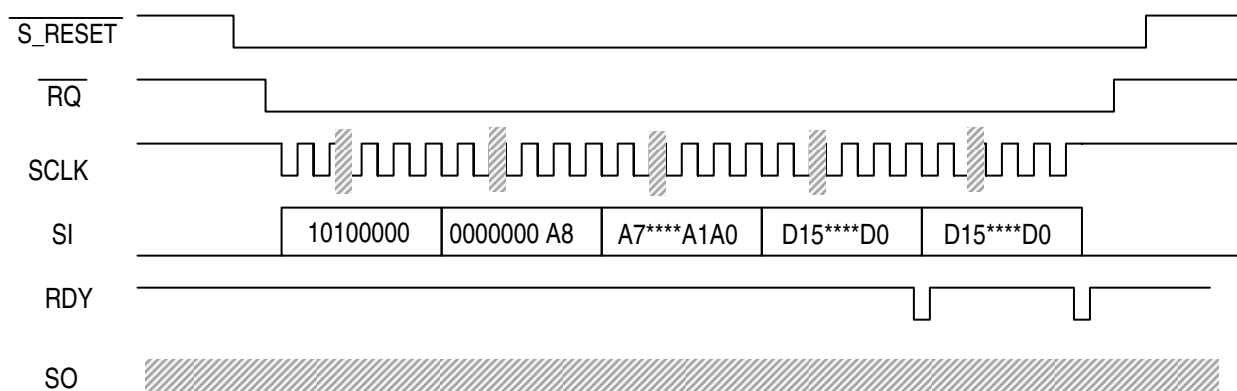 S_RESET
RQ
SCLK
SI 10100000 0000000 A8 A7****A1A0 D15****D0 D15****D0
RDY
SO